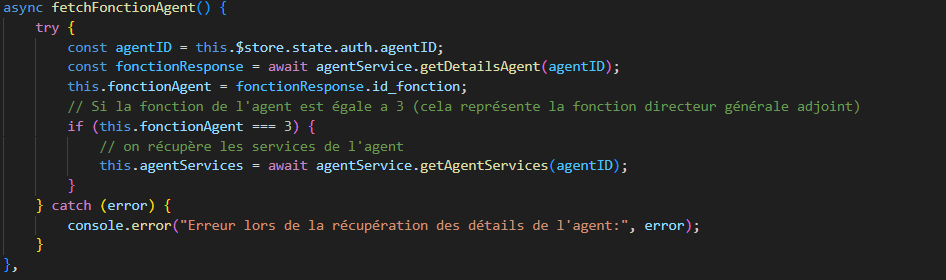 async fetchFonctionAgent() {
try {
const agentID = this.$store.state.auth.agentID;
const fonctionResponse = await agentService.getDetailsAgent(agentID);
this.fonctionAgent = fonctionResponse.id_fonction;
// Si la fonction de l'agent est égale a 3 (cela représente la fonction directeur générale adjoint)
if (this.fonctionAgent === 3) {
// on récupère les services de l'agent
this.agentServices = await agentService.getAgentServices(agentID);
}
} catch (error) {
console.error("Erreur lors de la récupération des détails de l'agent:", error);
}
},